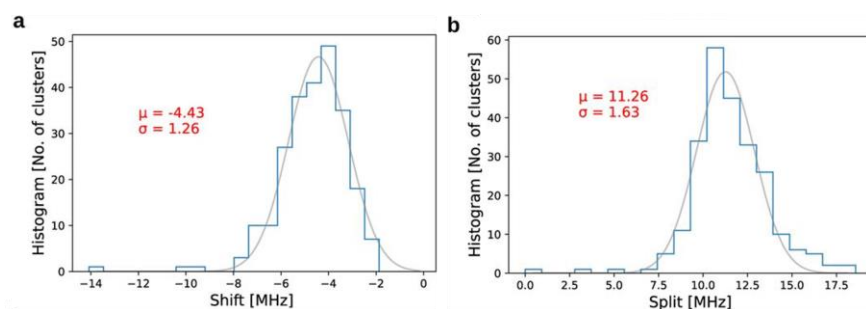 a
50
40
30
20
10
0
Histogram [No. of clusters]
μ = -4.43
σ = 1.26
−14 −12 −10 −8 −6 −4 −2 0
Shift [MHz]
b
60
50
40
30
20
10
0
Histogram [No. of clusters]
μ = 11.26
σ = 1.63
0.0 2.5 5.0 7.5 10.0 12.5 15.0 17.5
Split [MHz]